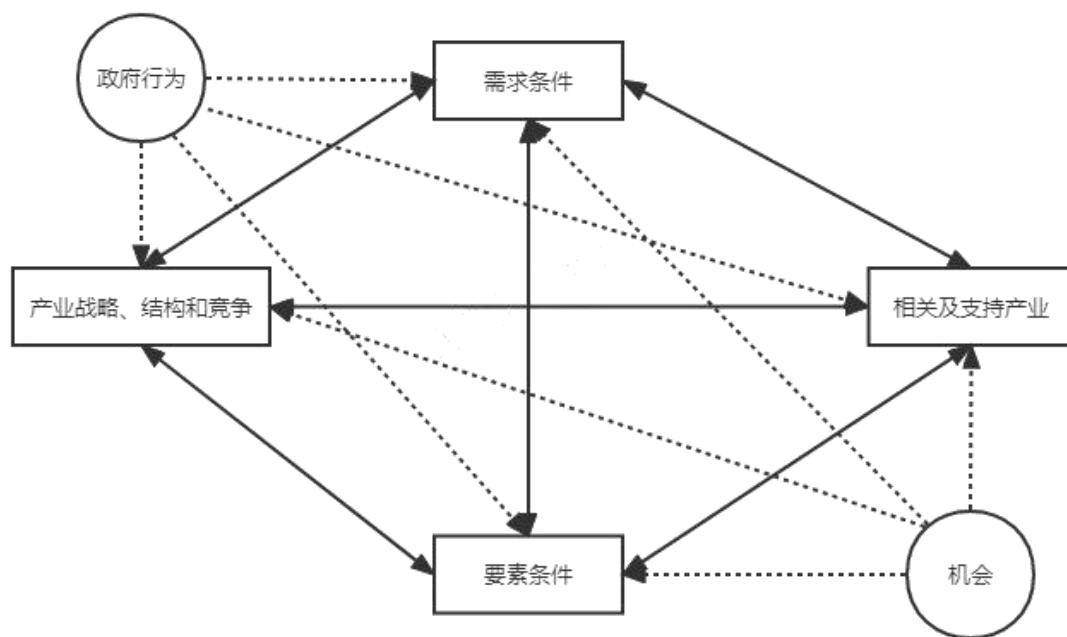 政府行为
需求条件
产业战略、结构和竞争
相关及支持产业
要素条件
机会